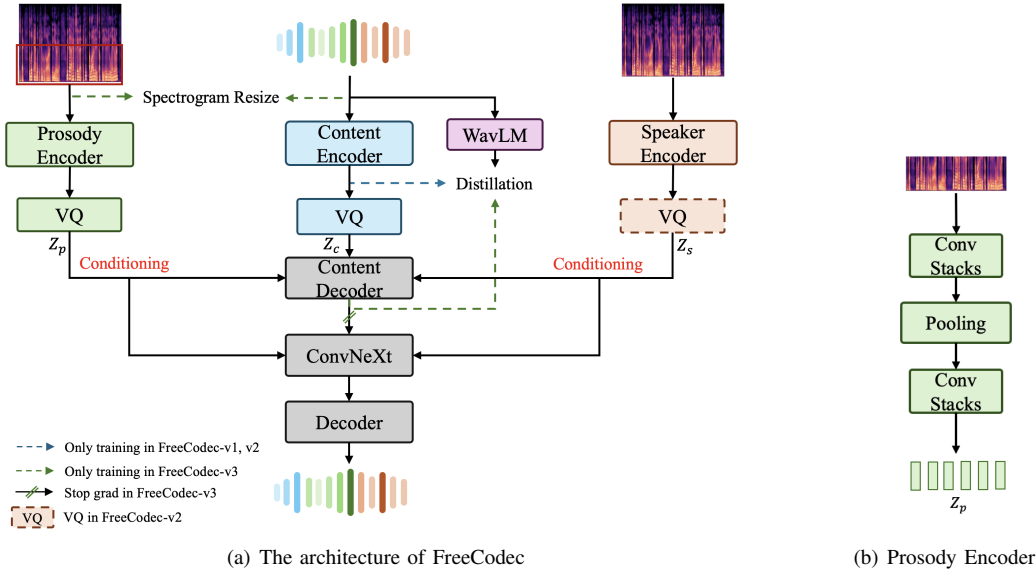 Spectrogram Resize
Prosody
Encoder
Content
Encoder
WavLM
Speaker
Encoder
Distillation
VQ
VQ
VQ
Z_p
Z_c
Z_s
Conditioning
Conditioning
Content
Decoder
ConvNeXt
Decoder
Only training in FreeCodec-v1, v2
Only training in FreeCodec-v3
Stop grad in FreeCodec-v3
VQ
VQ in FreeCodec-v2
(a) The architecture of FreeCodec
Conv
Stacks
Pooling
Conv
Stacks
Z_p
(b) Prosody Encoder